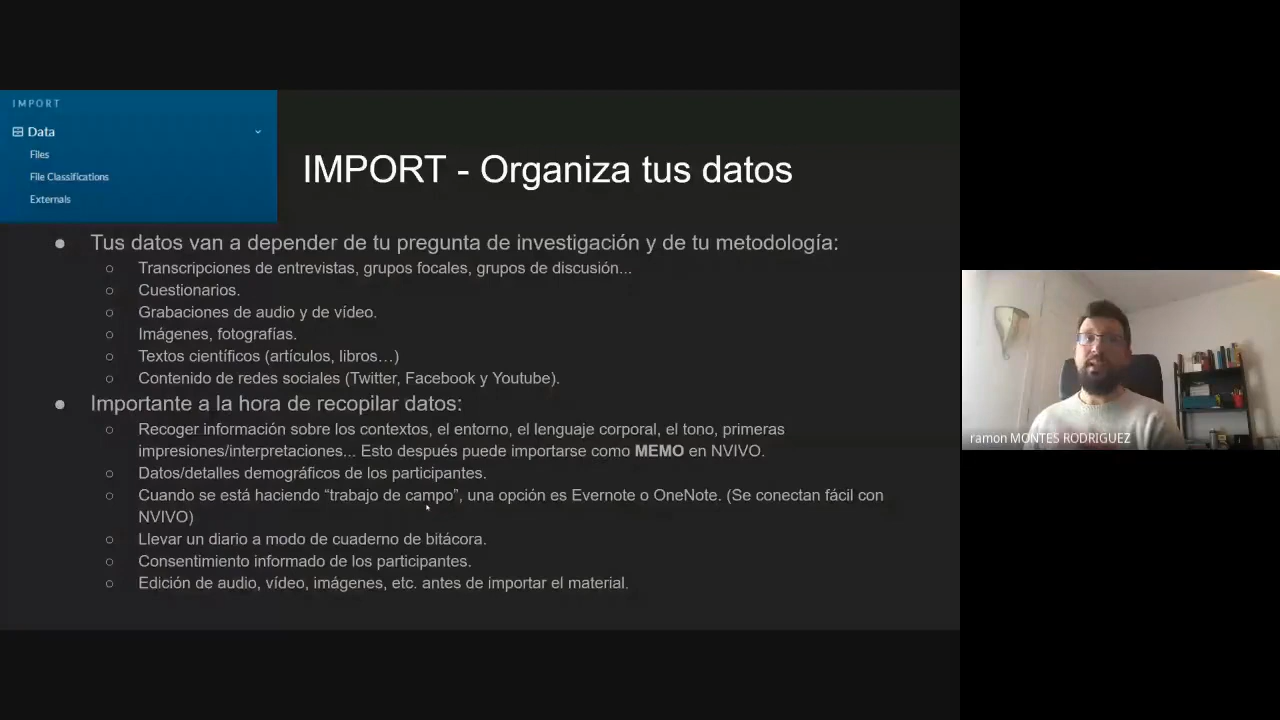 IMPORT
Data
Files
File Classifications
Externals
IMPORT - Organiza tus datos
● Tus datos van a depender de tu pregunta de investigación y de tu metodología:
○ Transcripciones de entrevistas, grupos focales, grupos de discusión...
○ Cuestionarios.
○ Grabaciones de audio y de vídeo.
○ Imágenes, fotografías.
○ Textos científicos (artículos, libros…)
○ Contenido de redes sociales (Twitter, Facebook y Youtube).
● Importante a la hora de recopilar datos:
○ Recoger información sobre los contextos, el entorno, el lenguaje corporal, el tono, primeras
impresiones/interpretaciones... Esto después puede importarse como MEMO en NVIVO.
○ Datos/detalles demográficos de los participantes.
○ Cuando se está haciendo “trabajo de campo”, una opción es Evernote o OneNote. (Se conectan fácil con
NVIVO)
○ Llevar un diario a modo de cuaderno de bitácora.
○ Consentimiento informado de los participantes.
○ Edición de audio, vídeo, imágenes, etc. antes de importar el material.
ramon MONTES RODRIGUEZ